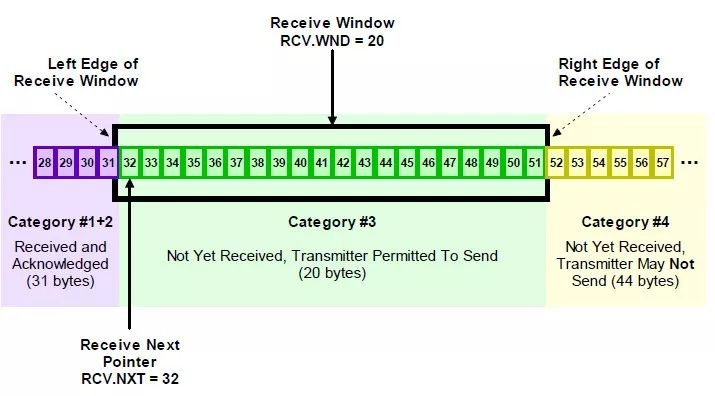 Receive Window
RCV.WND = 20
Left Edge of
Receive Window
Right Edge of
Receive Window
... 28 29 30 31 32 33 34 35 36 37 38 39 40 41 42 43 44 45 46 47 48 49 50 51 52 53 54 55 56 57 ...
Category #1+2
Received and
Acknowledged
(31 bytes)
Category #3
Not Yet Received, Transmitter Permitted To Send
(20 bytes)
Category #4
Not Yet Received,
Transmitter May Not
Send (44 bytes)
Receive Next
Pointer
RCV.NXT = 32